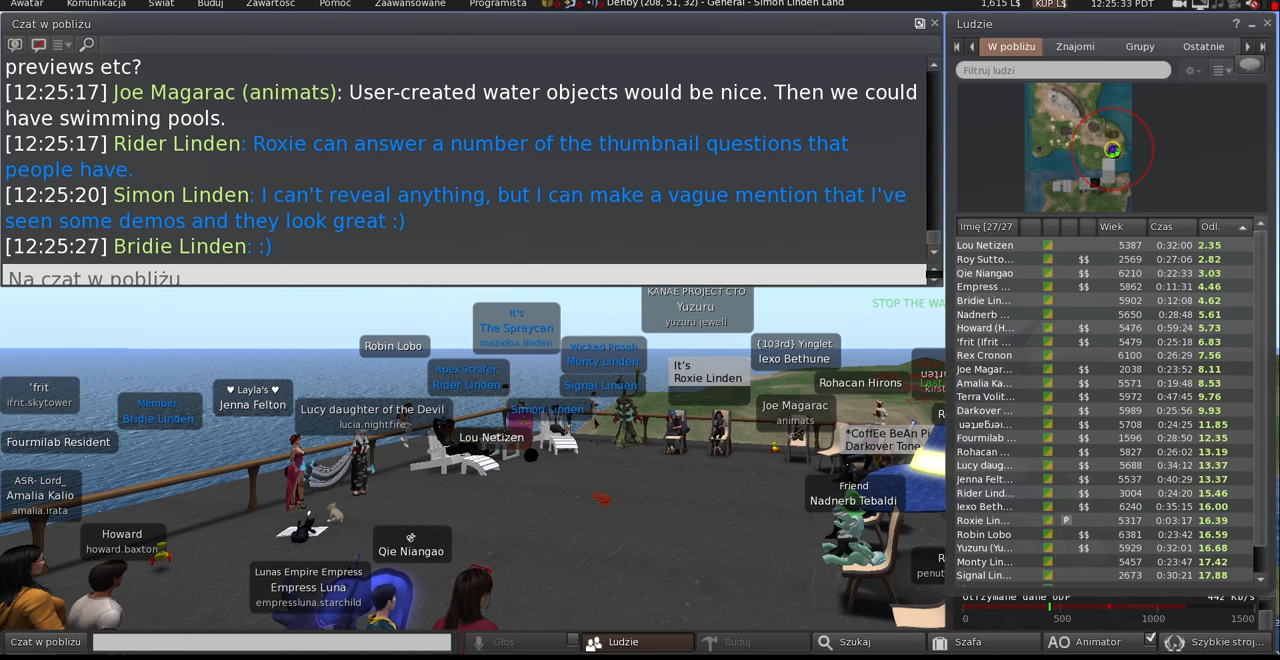 Awatar Komunikacja Świat Buduj Zawartość Pomoc Zaawansowane Programista Denby (208, 51, 32) - General - Simon Linden Land 1,615 L$ KUP L$ 12:25:33 PDT
Czat w pobliżu
previews etc?
[12:25:17] Joe Magarac (animats): User-created water objects would be nice. Then we could
have swimming pools.
[12:25:17] Rider Linden: Roxie can answer a number of the thumbnail questions that
people have.
[12:25:20] Simon Linden: I can't reveal anything, but I can make a vague mention that I've
seen some demos and they look great :)
[12:25:27] Bridie Linden: :)
Na czat w pobliżu
KANAE PROJECT CTO
Yuzuru
yuzuru.jewell
STOP THE WA
It's
The Spraycan
mazidox.linden
Robin Lobo
Wicked Pissah
Monty Linden
{103rd} Yinglet
Iexo Bethune
Apex Strafer
Rider Linden
Signal Linden
It's
Roxie Linden
..
Rohacan Hirons
'frit
ifrit.skytower
Member
Bridie Linden
♥ Layla's ♥
Jenna Felton
Lucy daughter of the Devil
lucia.nightfire
Simon Linden
Joe Magarac
animats
Fourmilab Resident
Lou Netizen
*CoffEe BeAn Pi
Darkover Tone
ASR- Lord_
Amalia Kalio
amalia.irata
Friend
Nadnerb Tebaldi
Howard
howard.baxton
Qie Niangao
penut
Lunas Empire Empress
Empress Luna
empressluna.starchild
Ludzie
? _ ×
W pobliżu Znajomi Grupy Ostatnie
Filtruj ludzi
Imię [27/27 Wiek Czas Odl.
Lou Netizen 5387 0:32:00 2.35
Roy Sutto... $$ 2569 0:27:06 2.82
Qie Niangao 6210 0:22:33 3.03
Empress ... $$ 5862 0:11:31 4.46
Bridie Lin... 5902 0:12:08 4.62
Nadnerb ... 5650 0:28:48 5.61
Howard (H... $$ 5476 0:59:24 5.73
'frit (Ifrit ... $$ 5479 0:25:18 6.83
Rex Cronon 6100 0:29:26 7.56
Joe Magar... $$ 2038 0:23:52 8.11
Amalia Ka... $$ 5571 0:19:48 8.53
Terra Volit... $$ 5972 0:47:45 9.76
Darkover ... $$ 5989 0:25:56 9.93
$$ 5708 0:24:25 11.85
Fourmilab ... $$ 1596 0:28:50 12.35
Rohacan ... $$ 5827 0:26:02 13.19
Lucy daug... $$ 5688 0:34:12 13.37
Jenna Felt... $$ 5537 0:40:29 13.37
Rider Lind... $$ 3004 0:24:20 15.46
Iexo Beth... $$ 6240 0:35:15 16.00
Roxie Lin... P 5317 0:03:17 16.39
Robin Lobo $$ 6381 0:23:42 16.59
Yuzuru (Yu... $$ 5929 0:32:01 16.68
Monty Lin... 5457 0:23:47 17.42
Signal Lin... 2673 0:30:21 17.88
Otrzymane dane UDP 442 Kb/s
0 500 1000 1500
Czat w pobliżu Głos Ludzie Buduj Szukaj Szafa AO Animator Szybkie stroj...